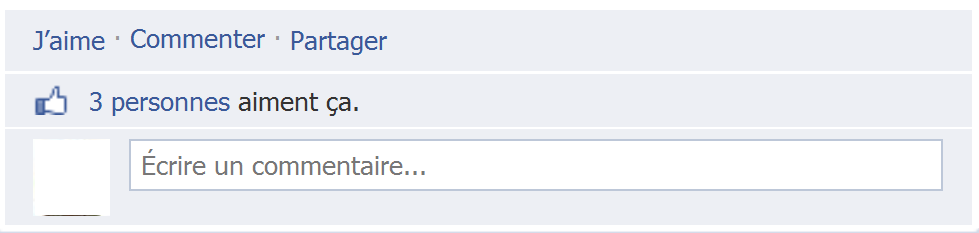 J’aime · Commenter · Partager
3 personnes aiment ça.
Écrire un commentaire...